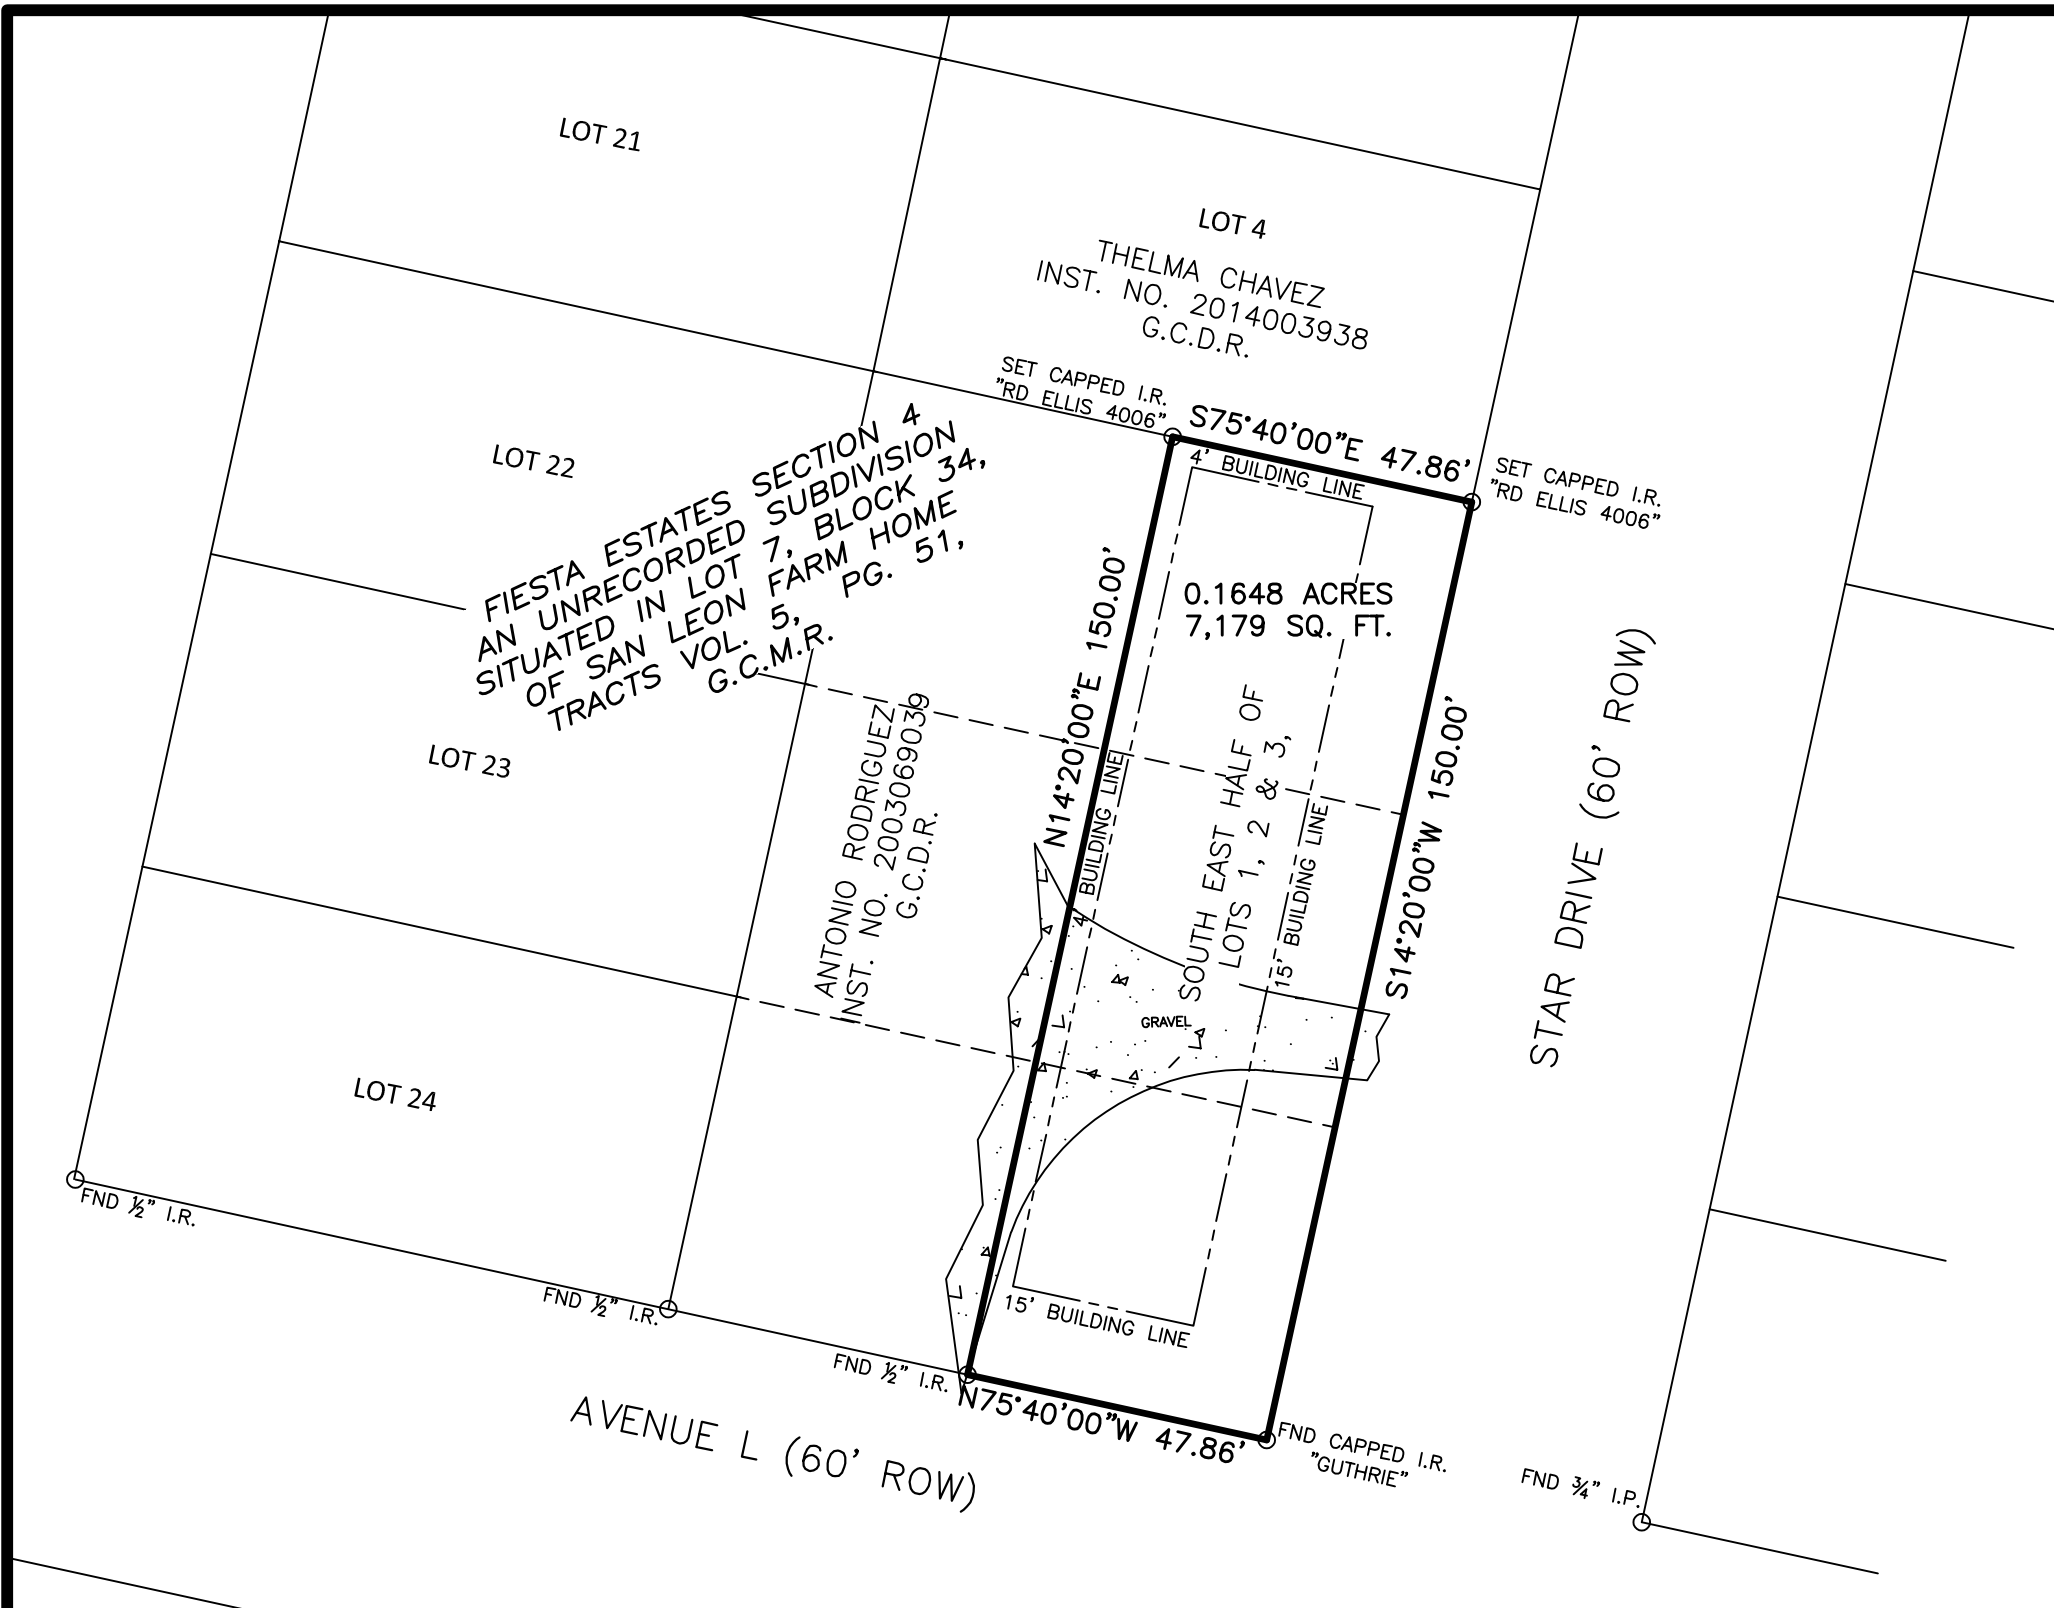 LOT 21
LOT 4
THELMA CHAVEZ
INST. NO. 2014003938
G.C.D.R.
SET CAPPED I.R.
"RD ELLIS 4006"
S75°40'00"E 47.86'
SET CAPPED I.R.
"RD ELLIS 4006"
4' BUILDING LINE
LOT 22
FIESTA ESTATES SECTION 4
AN UNRECORDED SUBDIVISION
SITUATED IN LOT 7, BLOCK 34,
OF SAN LEON FARM HOME
TRACTS VOL. 5, PG. 51,
G.C.M.R.
0.1648 ACRES
7,179 SQ. FT.
N14°20'00"E 150.00'
LOT 23
ANTONIO RODRIGUEZ
INST. NO. 2003069039
G.C.D.R.
4' BUILDING LINE
SOUTH EAST HALF OF
LOTS 1, 2 & 3,
15' BUILDING LINE
S14°20'00"W 150.00'
STAR DRIVE (60' ROW)
GRAVEL
LOT 24
FND ½" I.R.
FND ½" I.R.
15' BUILDING LINE
FND ½" I.R.
N75°40'00"W 47.86'
FND CAPPED I.R.
"GUTHRIE"
FND ¾" I.P.
AVENUE L (60' ROW)